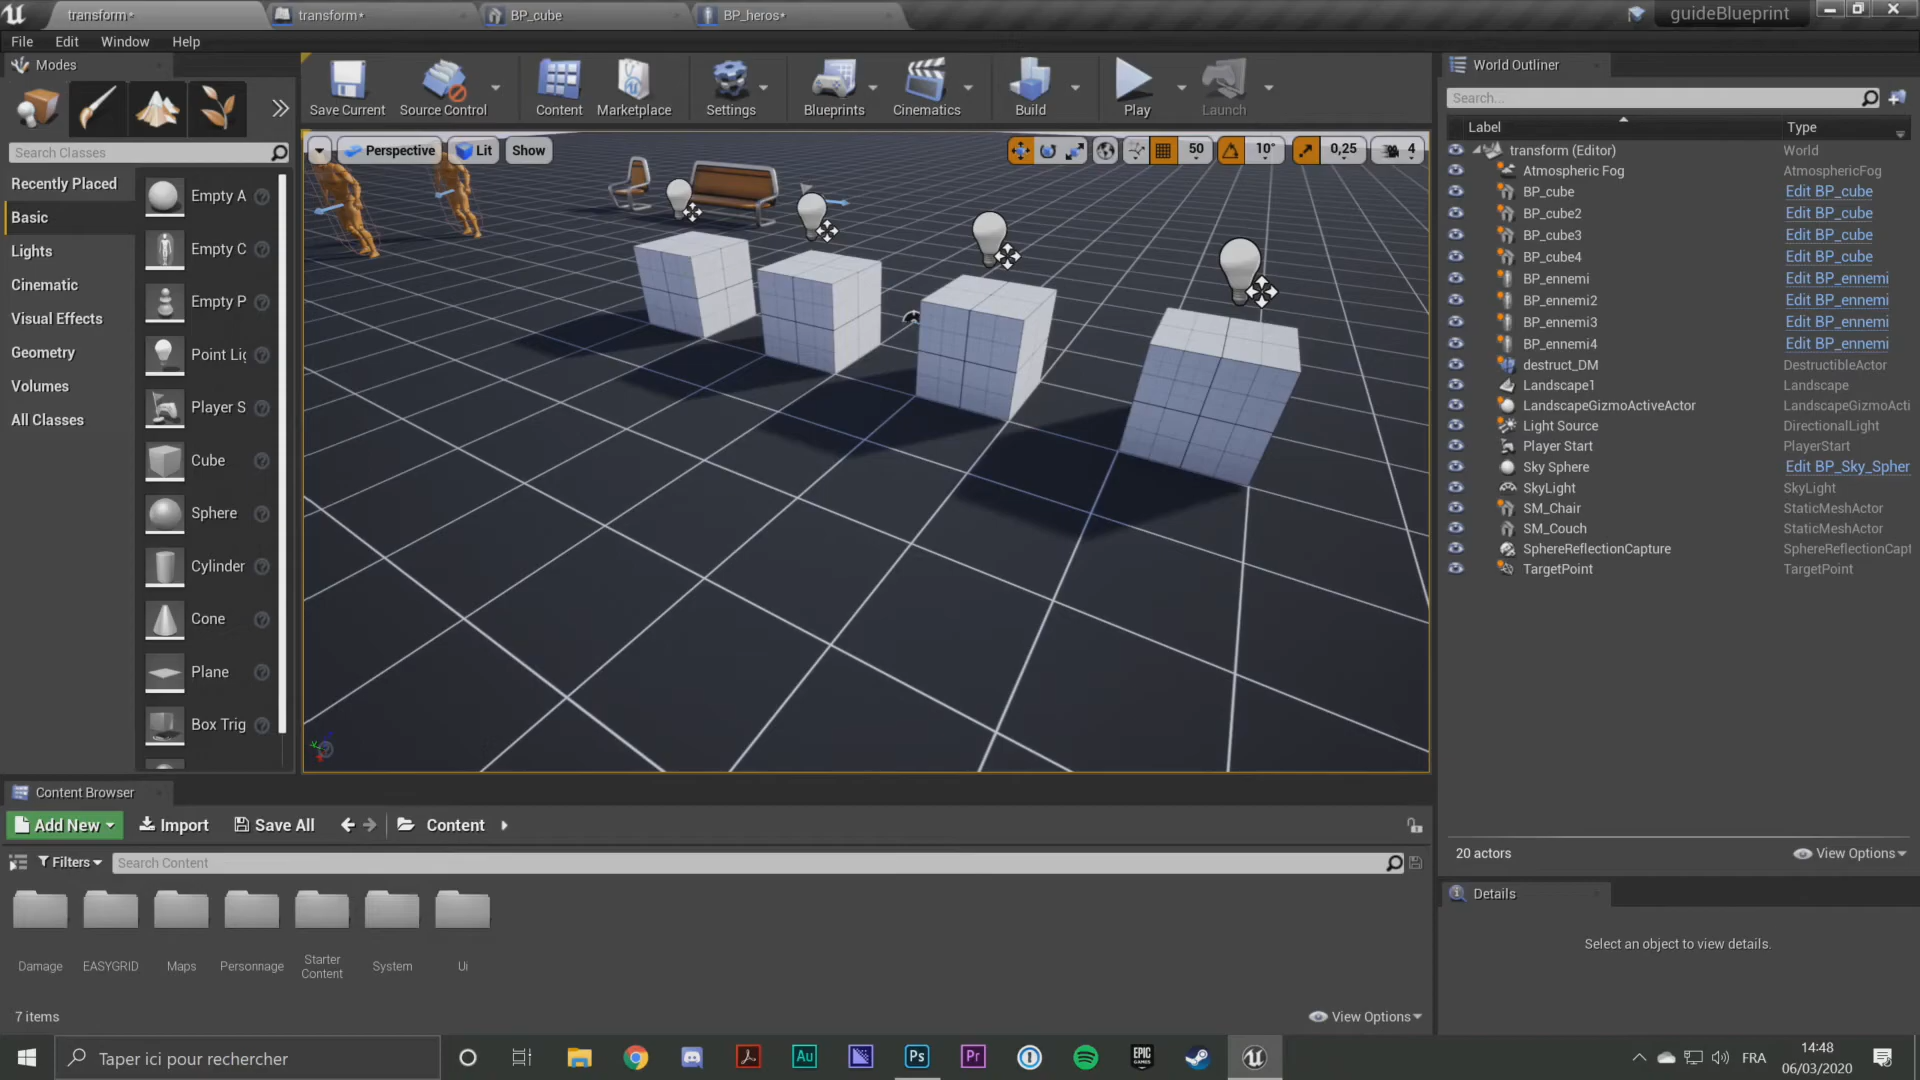 transform*
transform*
BP_cube
BP_heros*
guideBlueprint
File
Edit
Window
Help
Modes
Search Classes
Recently Placed
Basic
Lights
Cinematic
Visual Effects
Geometry
Volumes
All Classes
Empty A
Empty C
Empty P
Point Lig
Player S
Cube
Sphere
Cylinder
Cone
Plane
Box Trig
Save Current
Source Control
Content
Marketplace
Settings
Blueprints
Cinematics
Build
Play
Launch
Perspective
Lit
Show
50
10°
0,25
4
World Outliner
Search...
Label
Type
transform (Editor)
World
Atmospheric Fog
AtmosphericFog
BP_cube
Edit BP_cube
BP_cube2
Edit BP_cube
BP_cube3
Edit BP_cube
BP_cube4
Edit BP_cube
BP_ennemi
Edit BP_ennemi
BP_ennemi2
Edit BP_ennemi
BP_ennemi3
Edit BP_ennemi
BP_ennemi4
Edit BP_ennemi
destruct_DM
DestructibleActor
Landscape1
Landscape
LandscapeGizmoActiveActor
LandscapeGizmoActi
Light Source
DirectionalLight
Player Start
PlayerStart
Sky Sphere
Edit BP_Sky_Spher
SkyLight
SkyLight
SM_Chair
StaticMeshActor
SM_Couch
StaticMeshActor
SphereReflectionCapture
SphereReflectionCapt
TargetPoint
TargetPoint
20 actors
View Options
Details
Select an object to view details.
Content Browser
Add New
Import
Save All
Content
Filters
Search Content
Damage
EASYGRID
Maps
Personnage
Starter
Content
System
Ui
7 items
View Options
Taper ici pour rechercher
Au
Ps
Pr
EPIC
GAMES
FRA
14:48
06/03/2020